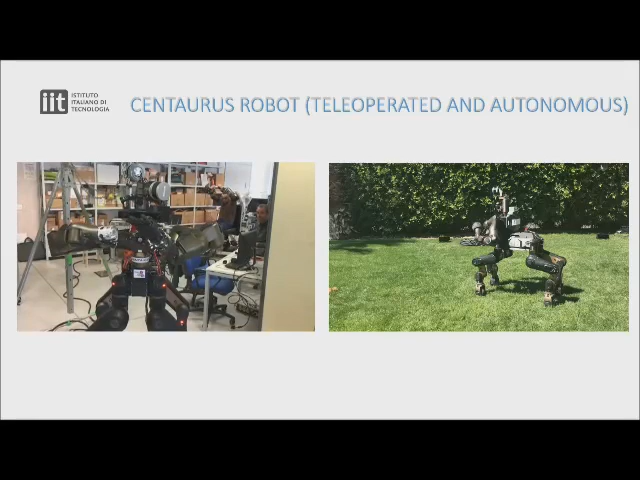 iit
ISTITUTO
ITALIANO DI
TECNOLOGIA
CENTAURUS ROBOT (TELEOPERATED AND AUTONOMOUS)